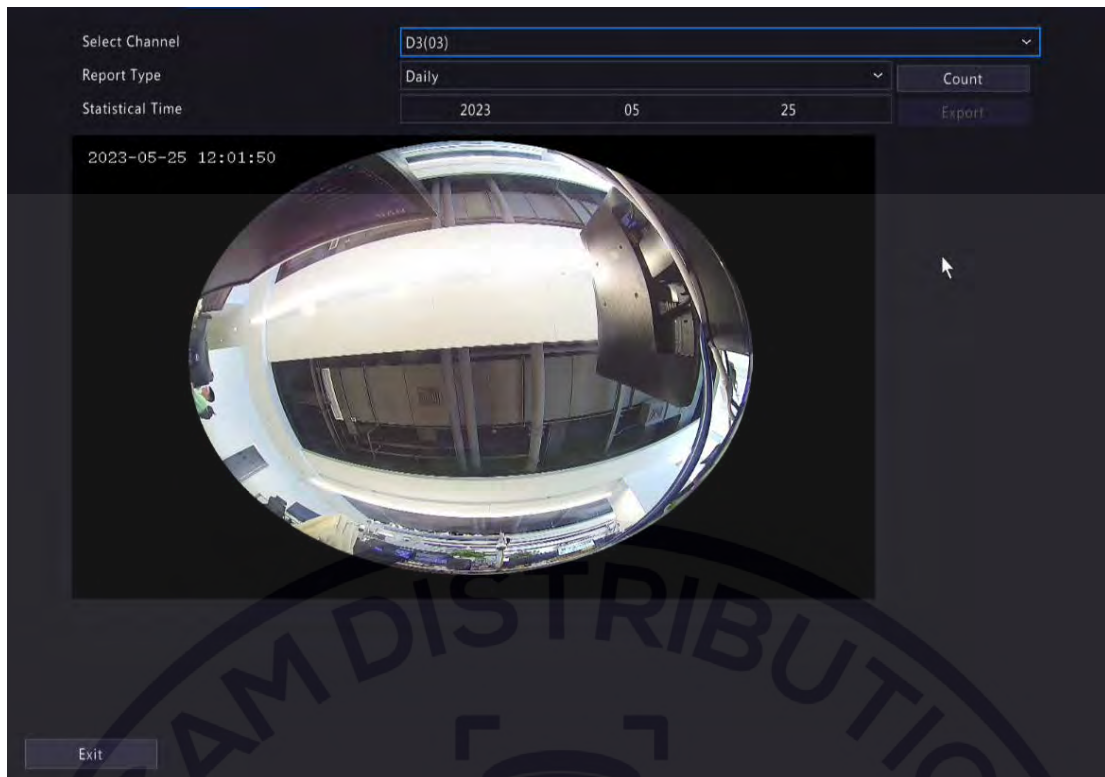 Select Channel D3(03)
Report Type Daily Count
Statistical Time 2023 05 25 Export
2023-05-25 12:01:50
AM DISTRIBUTIO
Exit